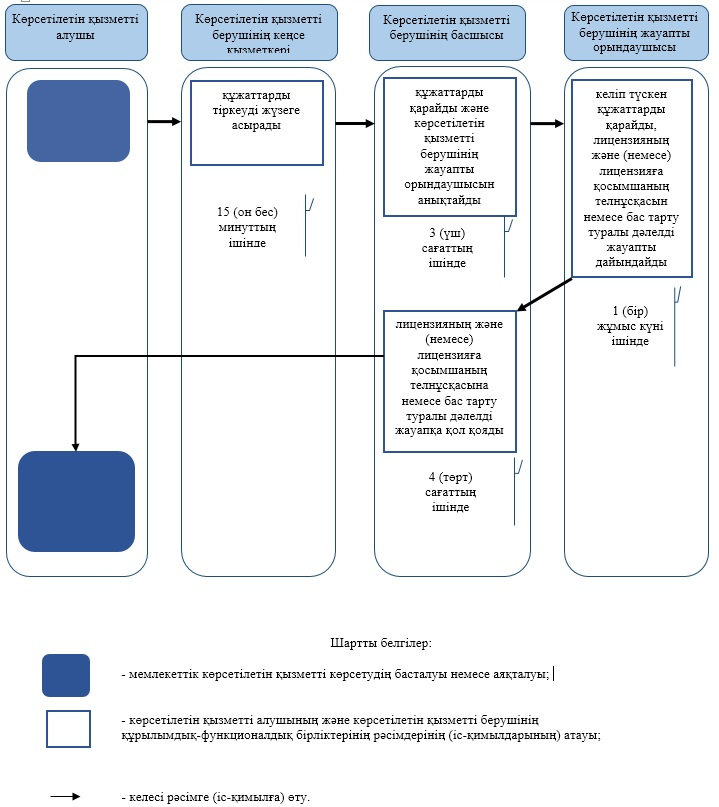 Көрсетілетін қызметті
алушы
Көрсетілетін қызметті
берушінің кеңсе
қызметкері
Көрсетілетін қызметті
берушінің басшысы
Көрсетілетін қызметті
берушінің жауапты
орындаушысы
құжаттарды
тіркеуді жүзеге
асырады
15 (он бес)
минуттың
ішінде
құжаттарды
қарайды және
көрсетілетін
қызметті
берушінің
жауапты
орындаушысын
анықтайды
3 (үш)
сағаттың
ішінде
келіп түскен
құжаттарды
қарайды,
лицензияның
және (немесе)
лицензияға
қосымшаның
телнұсқасын
немесе бас тарту
туралы дәлелді
жауапты
дайындайды
1 (бір)
жұмыс күні
ішінде
лицензияның және
(немесе)
лицензияға
қосымшаның
телнұсқасына
немесе бас тарту
туралы дәлелді
жауапқа қол қояды
4 (төрт)
сағаттың
ішінде
Шартты белгілер:
- мемлекеттік көрсетілетін қызметті көрсетудің басталуы немесе аяқталуы;
- көрсетілетін қызметті алушының және көрсетілетін қызметті берушінің
құрылымдық-функционалдық бірліктерінің рәсімдерінің (іс-қимылдарының) атауы;
- келесі рәсімге (іс-қимылға) өту.